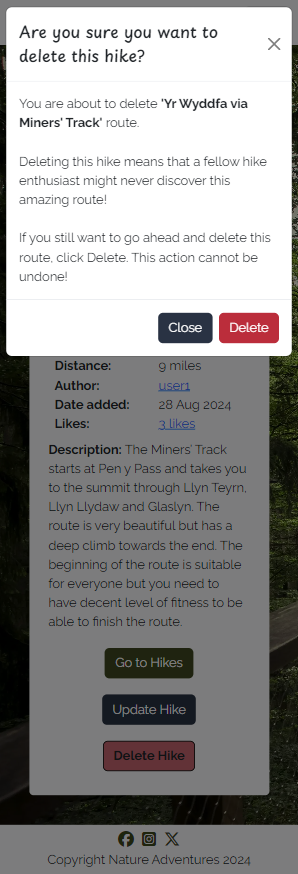 Are you sure you want to
delete this hike?
You are about to delete 'Yr Wyddfa via
Miners' Track' route.
Deleting this hike means that a fellow hike
enthusiast might never discover this
amazing route!
If you still want to go ahead and delete this
route, click Delete. This action cannot be
undone!
Close Delete
Distance: 9 miles
Author: user1
Date added: 28 Aug 2024
Likes: 3 likes
Description: The Miners' Track
starts at Pen y Pass and takes you
to the summit through Llyn Teyrn,
Llyn Llydaw and Glaslyn. The
route is very beautiful but has a
deep climb towards the end. The
beginning of the route is suitable
for everyone but you need to
have decent level of fitness to be
able to finish the route.
Go to Hikes
Update Hike
Delete Hike
Copyright Nature Adventures 2024